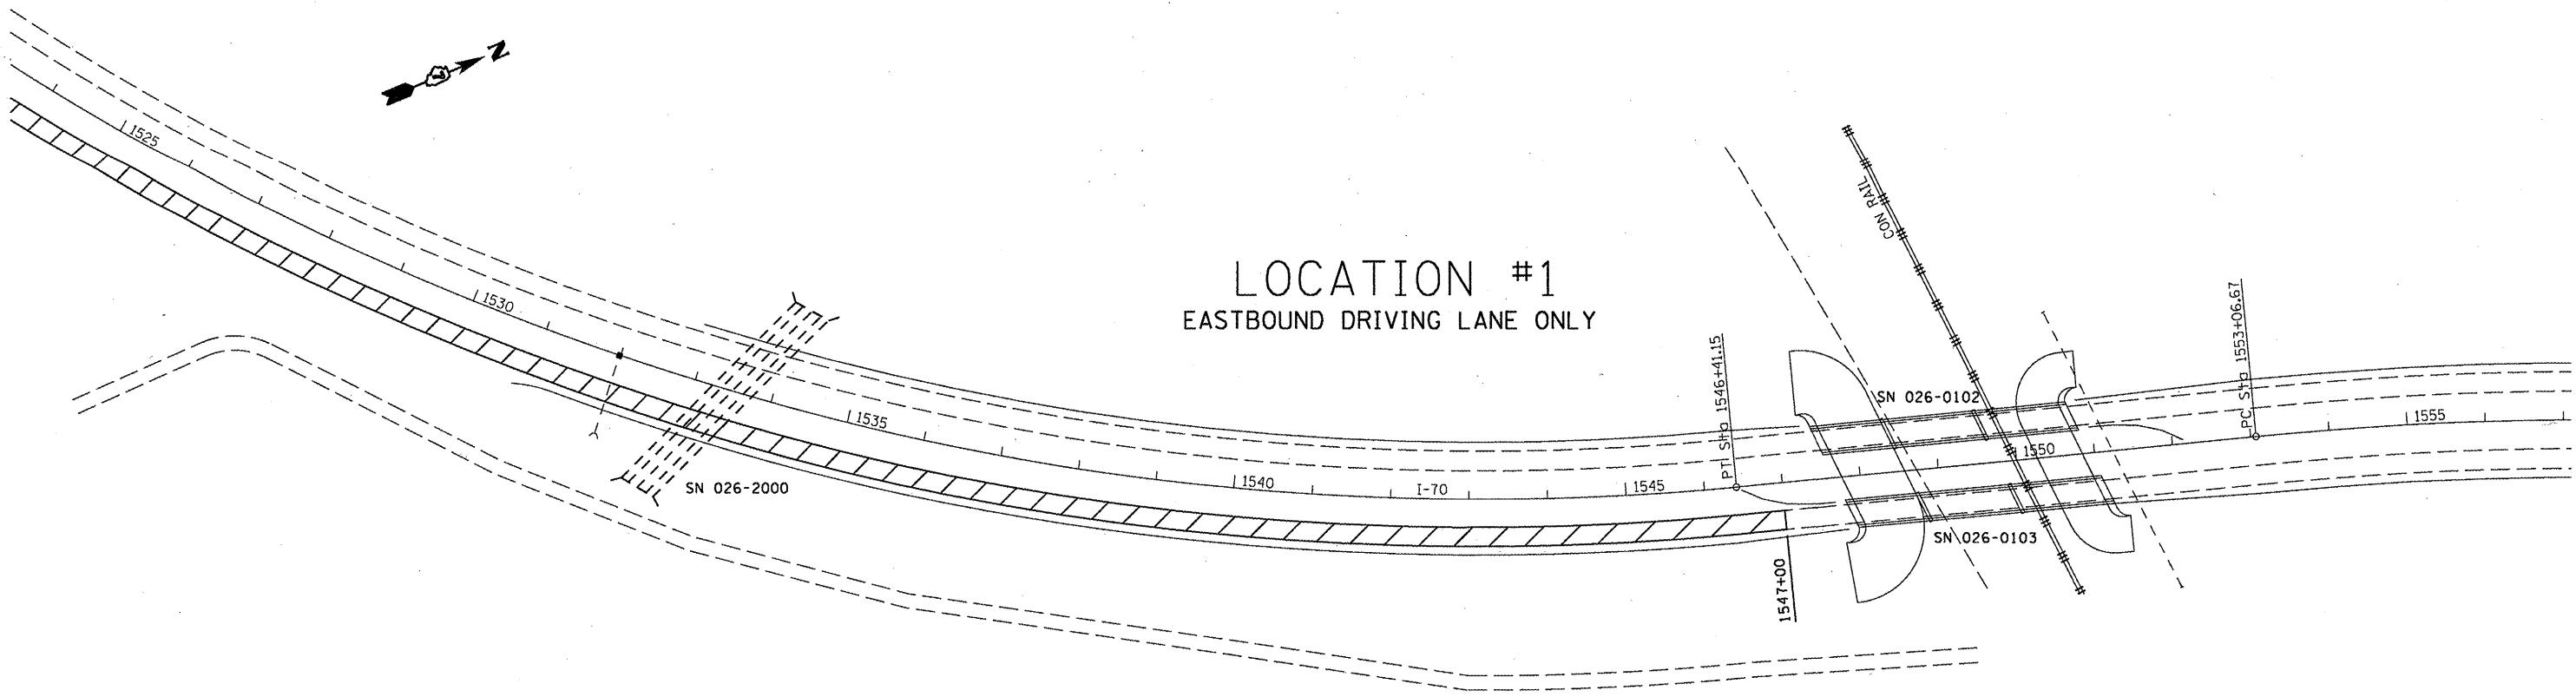 N
1525
1530
SN 026-2000
1535
LOCATION #1
EASTBOUND DRIVING LANE ONLY
1540
I-70
1545
PT Sta 1546+41.15
1547+00
CON RAIL
SN 026-0102
SN 026-0103
1550
PC Sta 1553+06.67
1555